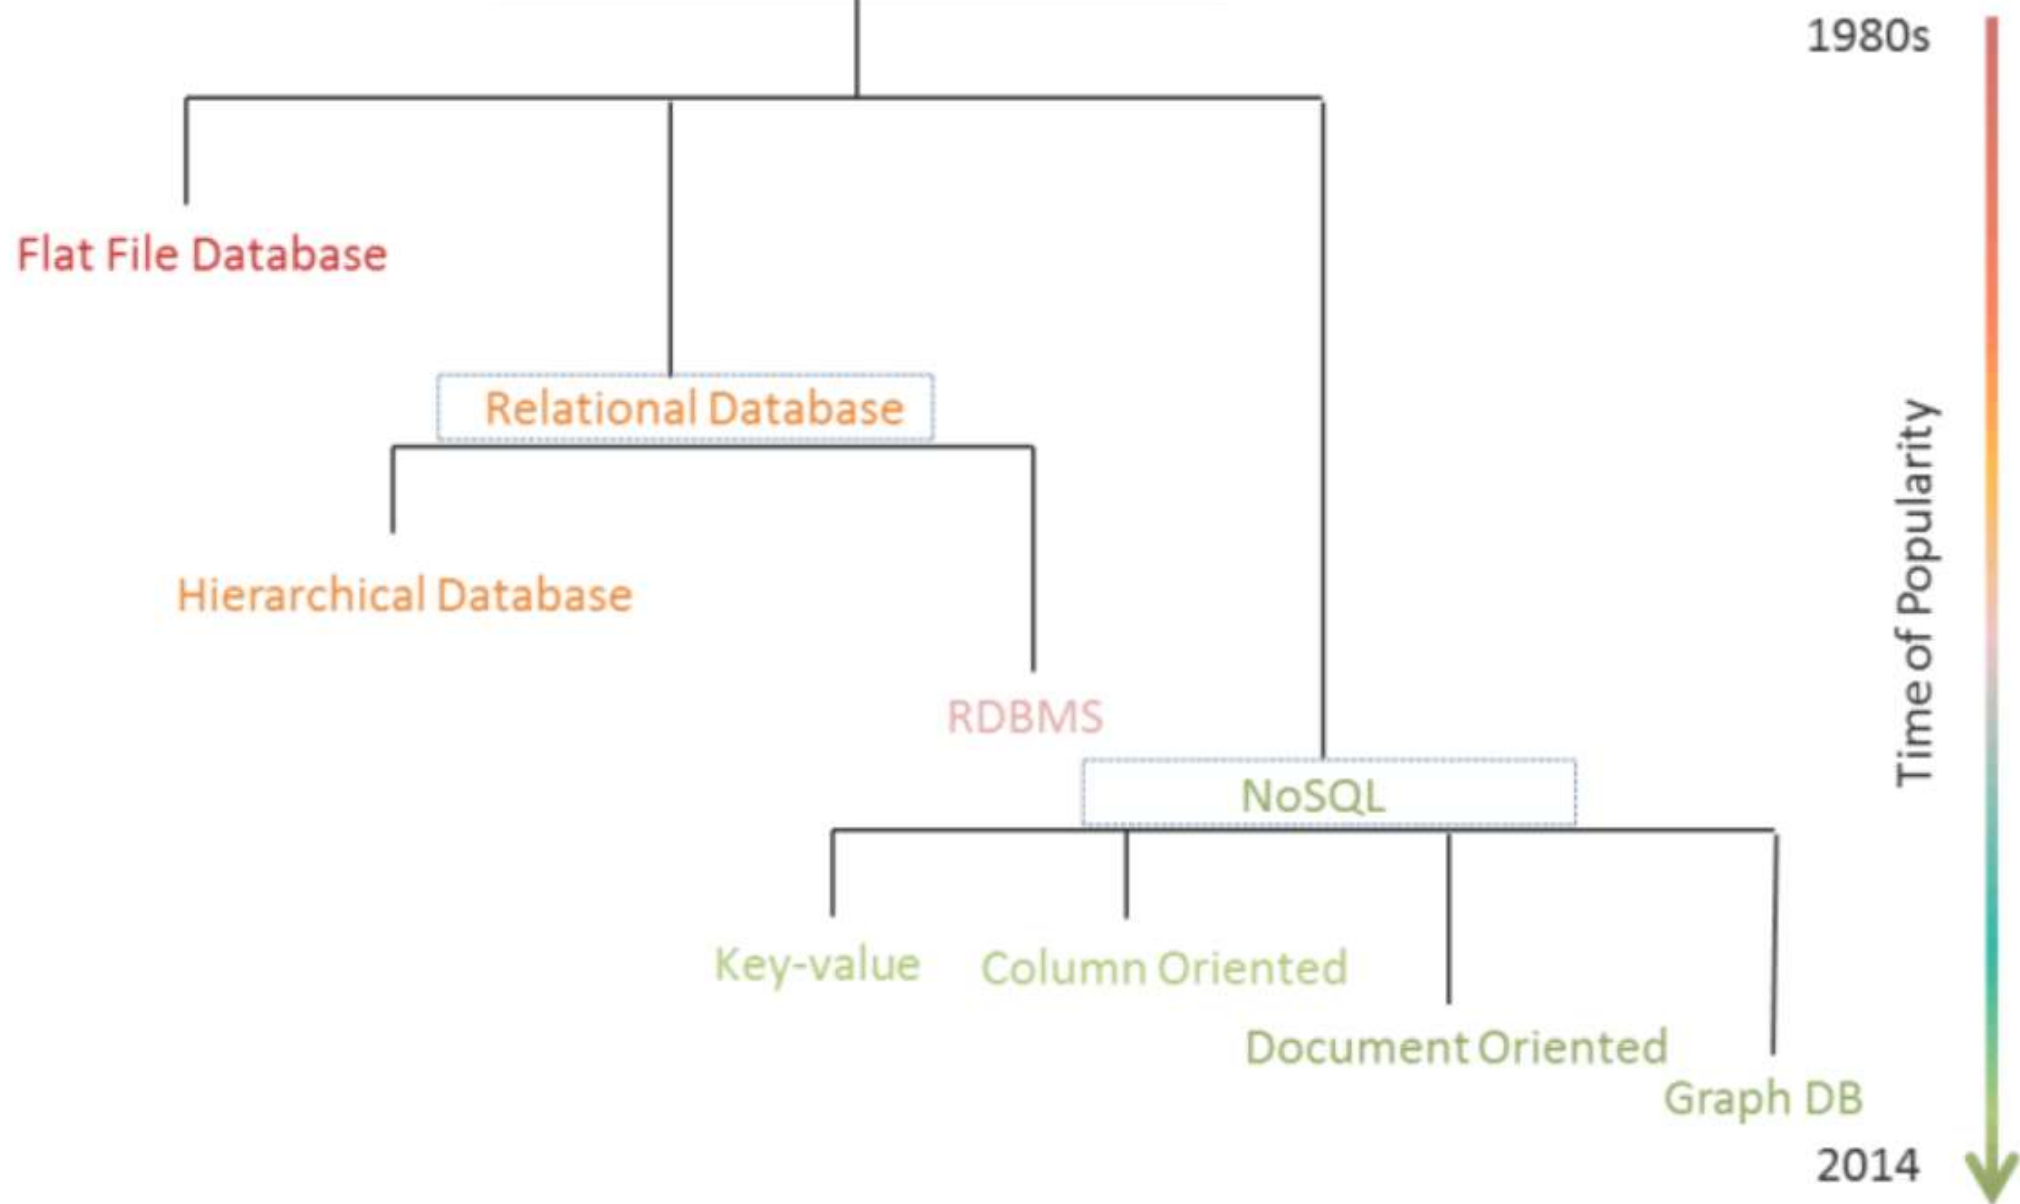 1980s
Flat File Database
Relational Database
Time of Popularity
Hierarchical Database
RDBMS
NoSQL
Key-value
Column Oriented
Document Oriented
Graph DB
2014